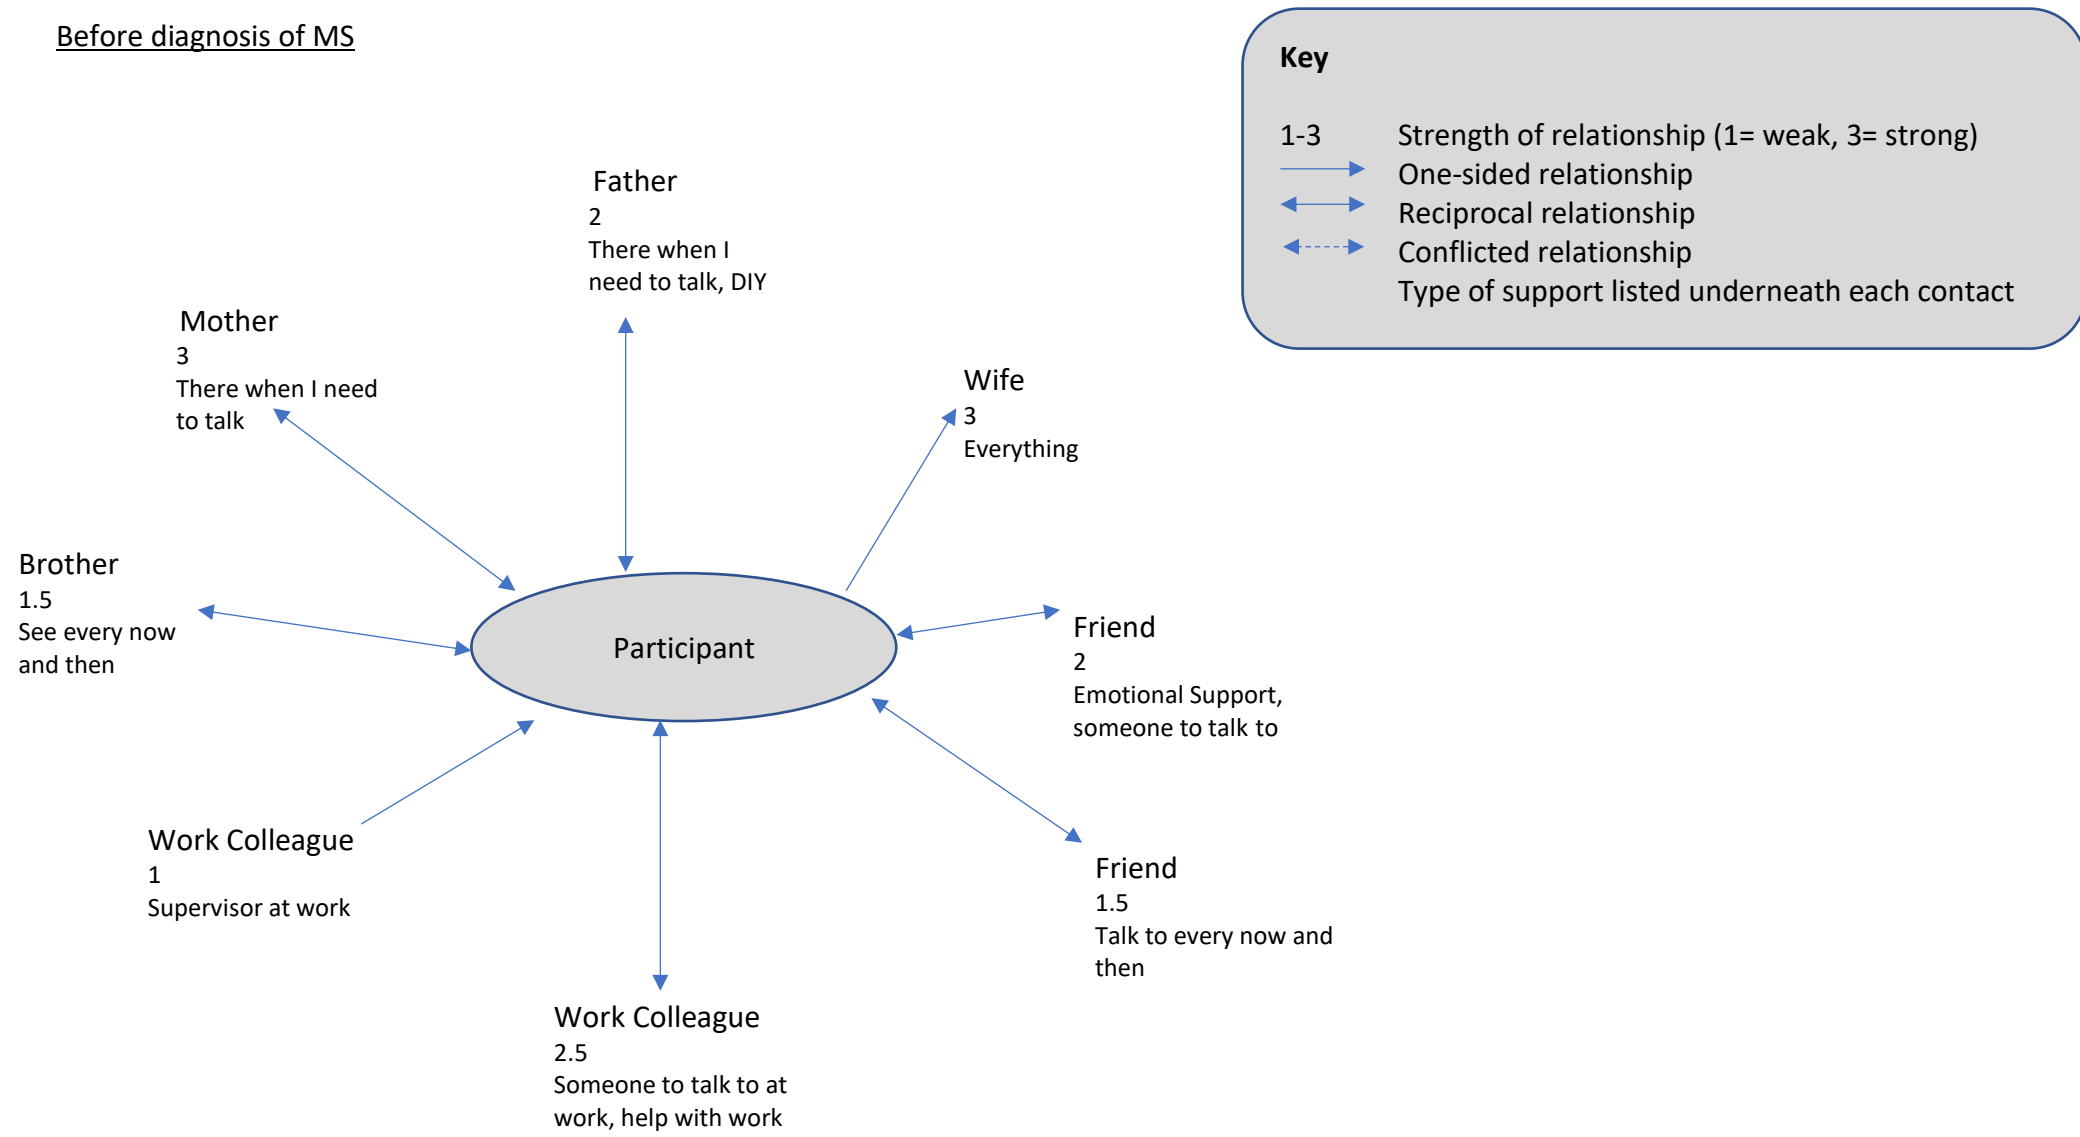 Before diagnosis of MS
Key
1-3 Strength of relationship (1= weak, 3= strong)
One-sided relationship
Reciprocal relationship
Conflicted relationship
Type of support listed underneath each contact
Father
2
There when I
need to talk, DIY
Mother
3
There when I need
to talk
Wife
3
Everything
Brother
1.5
See every now
and then
Participant
Friend
2
Emotional Support,
someone to talk to
Work Colleague
1
Supervisor at work
Friend
1.5
Talk to every now and
then
Work Colleague
2.5
Someone to talk to at
work, help with work